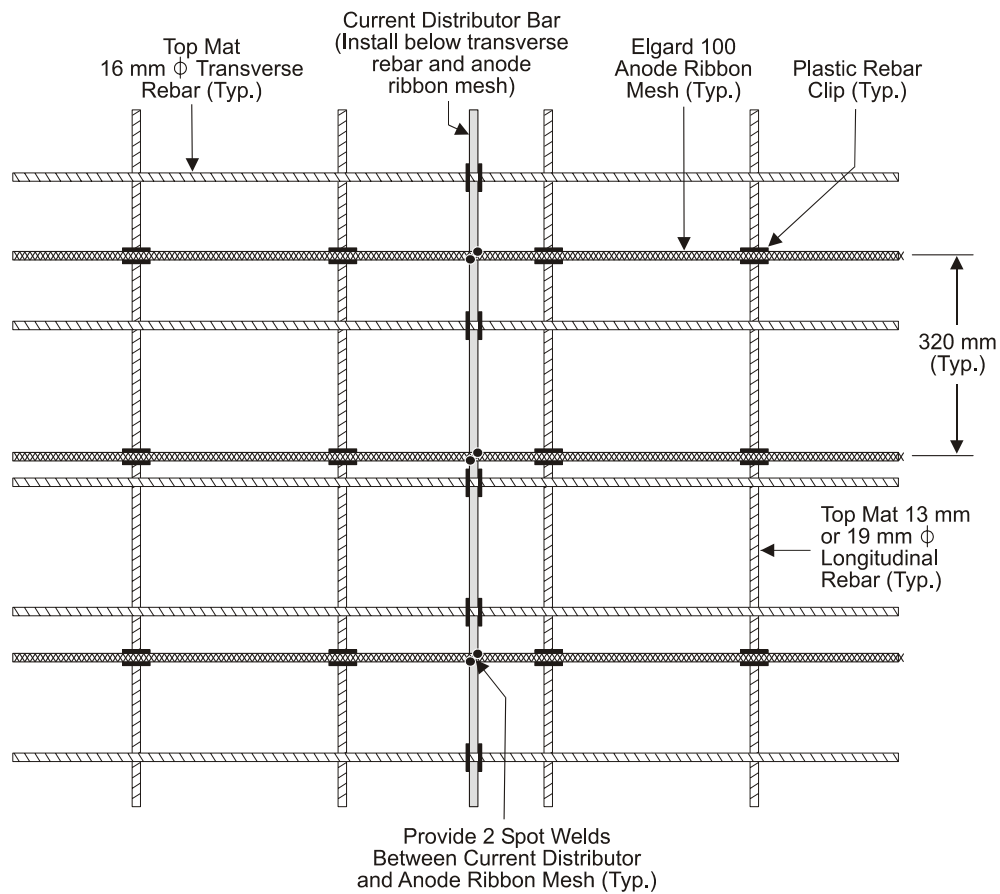 Top Mat
16 mm ϕ Transverse
Rebar (Typ.)
Current Distributor Bar
(Install below transverse
rebar and anode
ribbon mesh)
Elgard 100
Anode Ribbon
Mesh (Typ.)
Plastic Rebar
Clip (Typ.)
320 mm
(Typ.)
Top Mat 13 mm
or 19 mm ϕ
Longitudinal
Rebar (Typ.)
Provide 2 Spot Welds
Between Current Distributor
and Anode Ribbon Mesh (Typ.)